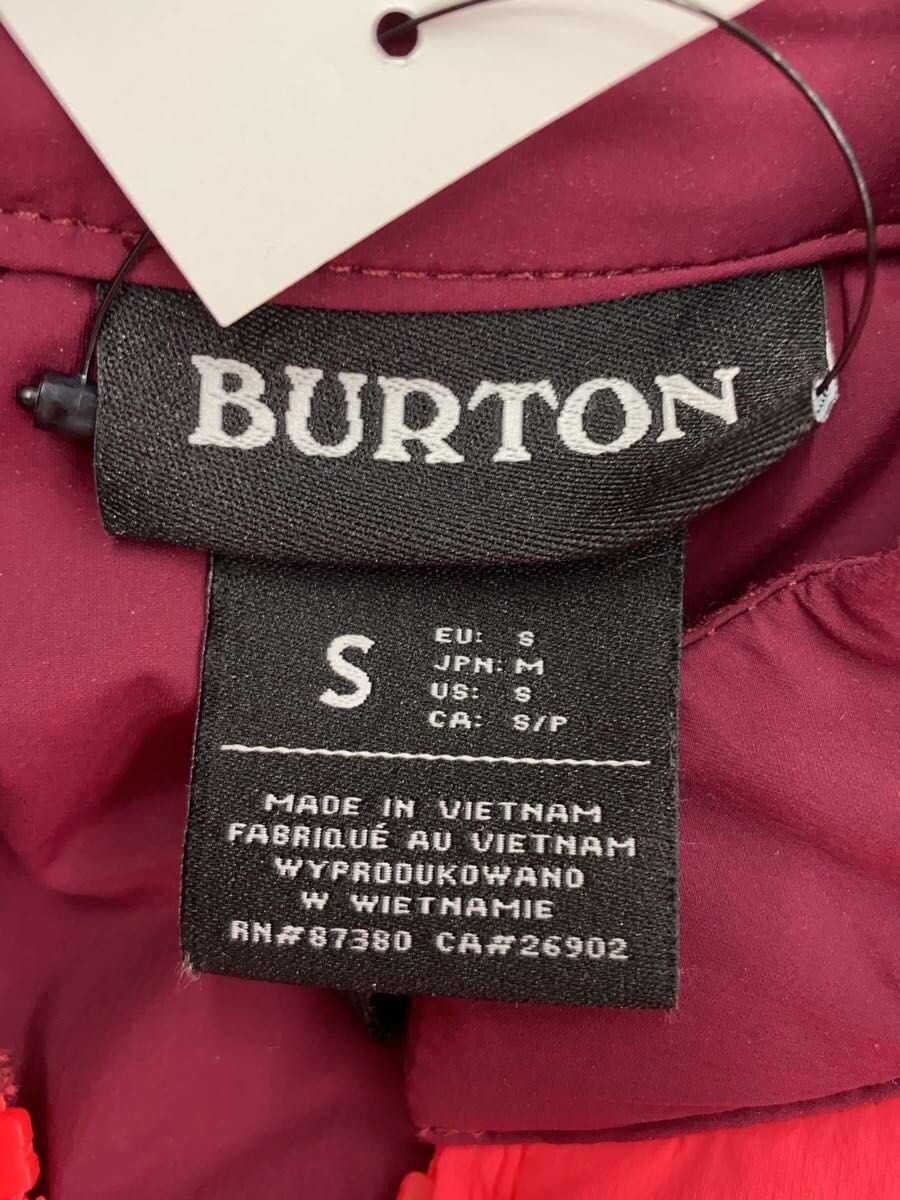 BURTON
S
EU: S
JPN: M
US: S
CA: S/P
MADE IN VIETNAM
FABRIQUÉ AU VIETNAM
WYPRODUKOWANO
W WIETNAMIE
RN#87380 CA#26902